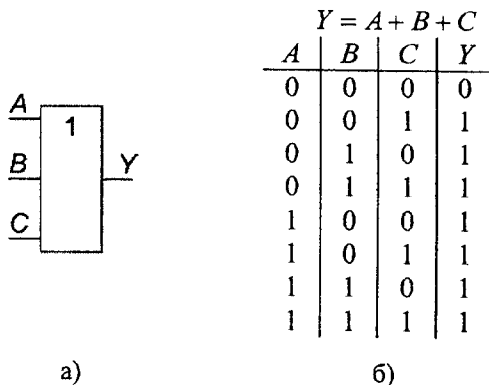 A
B
C
1
Y
а)
Y = A + B + C
A B C Y
0 0 0 0
0 0 1 1
0 1 0 1
0 1 1 1
1 0 0 1
1 0 1 1
1 1 0 1
1 1 1 1
б)